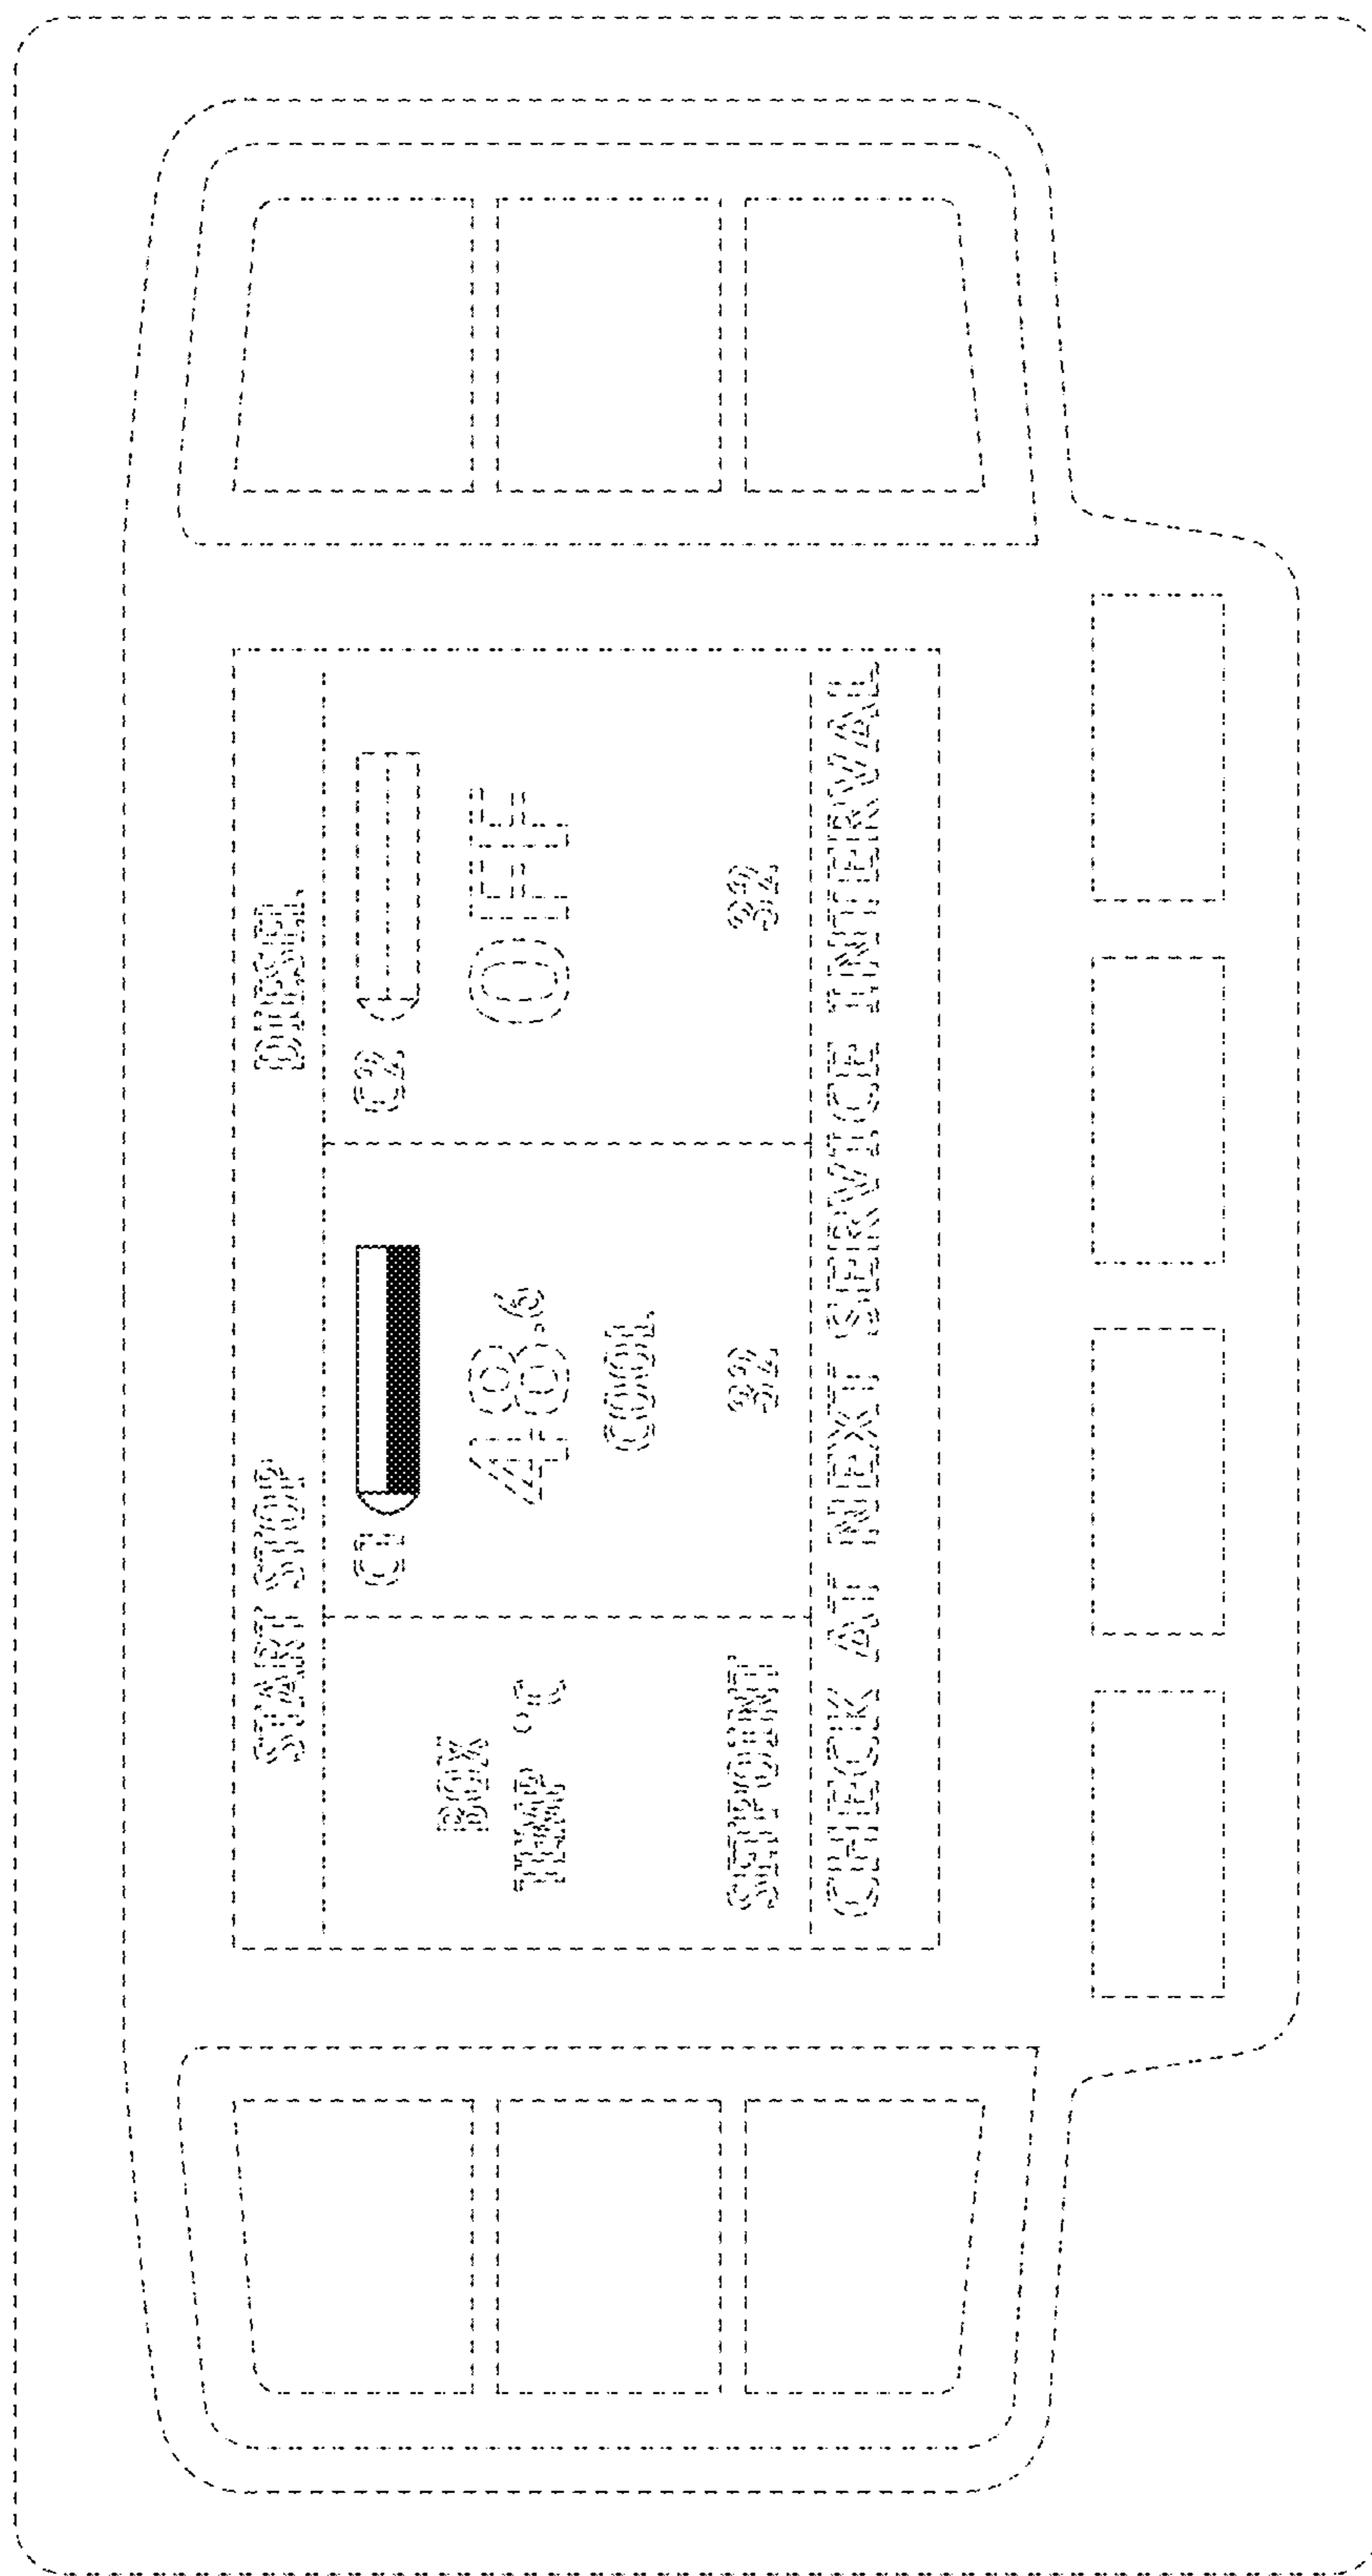 START STOP DIESEL
C1 C2
BOX
TEMP °C 48.6 OFF
COOL
SETPOINT 32 32
CHECK AT NEXT SERVICE INTERVAL